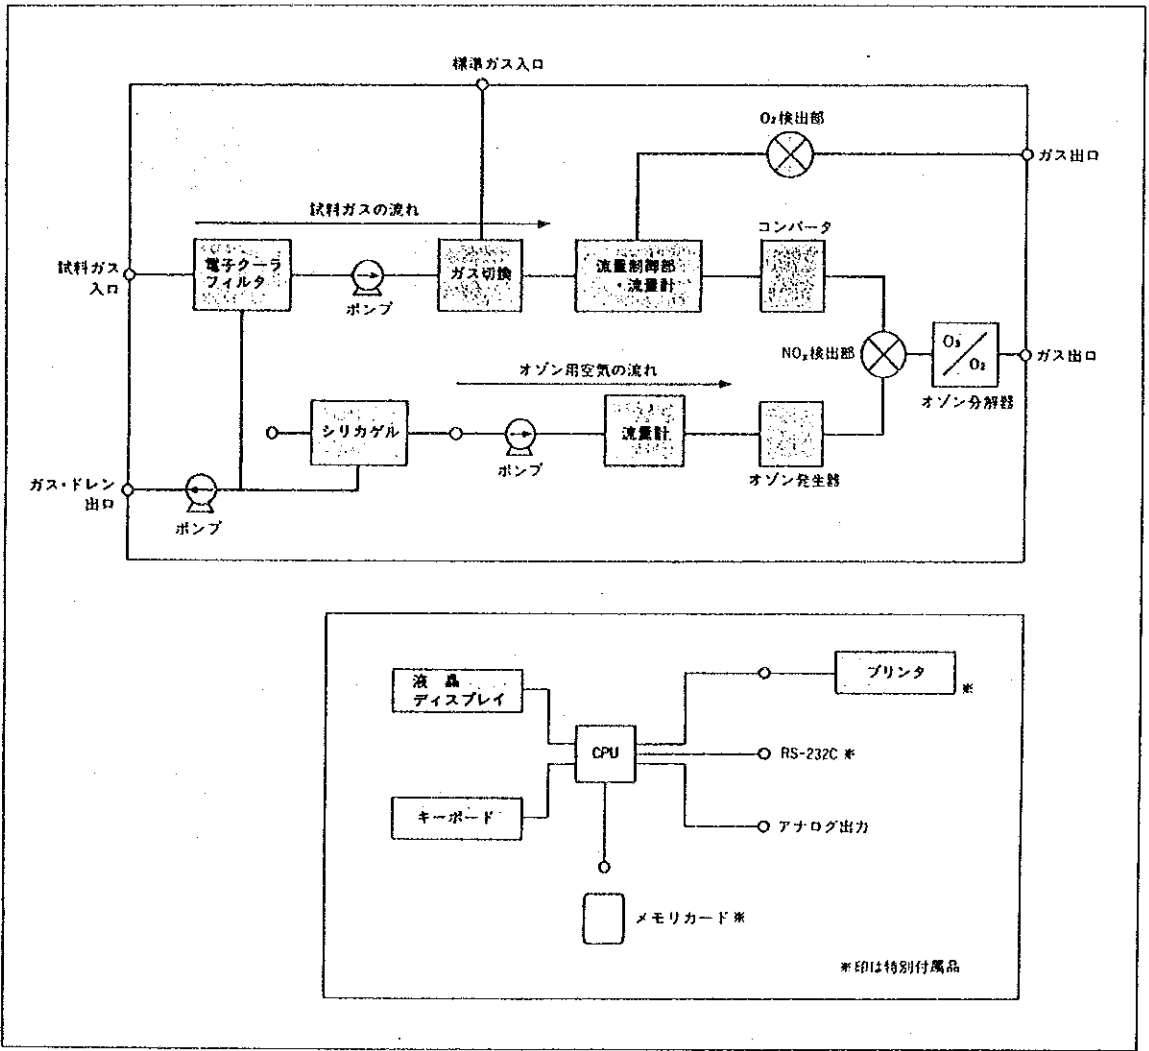 標準ガス入口
O₂検出部
ガス出口
試料ガスの流れ
コンバータ
試料ガス
入口
電子クーラ
フィルタ
ポンプ
ガス切換
流量制御部
・流量計
NOₓ検出部
O₃
O₂
ガス出口
オゾン分解器
オゾン用空気の流れ
シリカゲル
ポンプ
流量計
オゾン発生器
ガス・ドレン
出口
ポンプ
液晶
ディスプレイ
プリンタ
※
CPU
RS-232C ※
キーボード
アナログ出力
メモリカード ※
※印は特別付属品